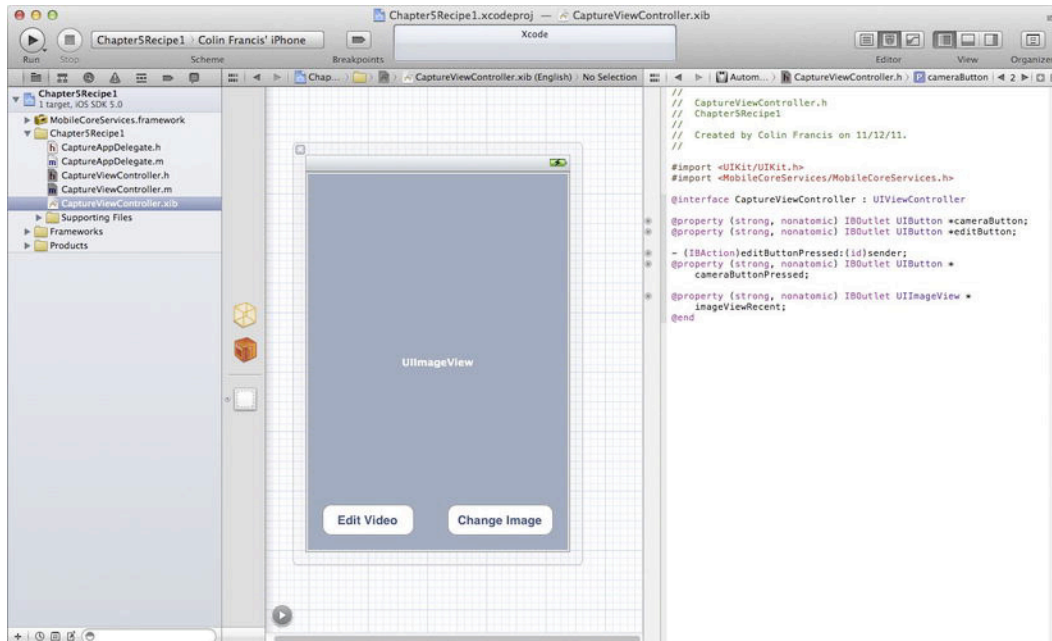 Chapter5Recipe1.xcodeproj — CaptureViewController.xib
Run
Stop
Chapter5Recipe1 › Colin Francis' iPhone
Scheme
Breakpoints
Xcode
Editor
View
Organizer
Chap...
CaptureViewController.xib (English)
No Selection
Autom...
CaptureViewController.h
cameraButton
2
Chapter5Recipe1
1 target, iOS SDK 5.0
MobileCoreServices.framework
Chapter5Recipe1
CaptureAppDelegate.h
CaptureAppDelegate.m
CaptureViewController.h
CaptureViewController.m
CaptureViewController.xib
Supporting Files
Frameworks
Products
UIImageView
Edit Video
Change Image
//
// CaptureViewController.h
// Chapter5Recipe1
//
// Created by Colin Francis on 11/12/11.
//
#import <UIKit/UIKit.h>
#import <MobileCoreServices/MobileCoreServices.h>
@interface CaptureViewController : UIViewController
@property (strong, nonatomic) IBOutlet UIButton *cameraButton;
@property (strong, nonatomic) IBOutlet UIButton *editButton;
- (IBAction)editButtonPressed:(id)sender;
@property (strong, nonatomic) IBOutlet UIButton *
cameraButtonPressed;
@property (strong, nonatomic) IBOutlet UIImageView *
imageViewRecent;
@end